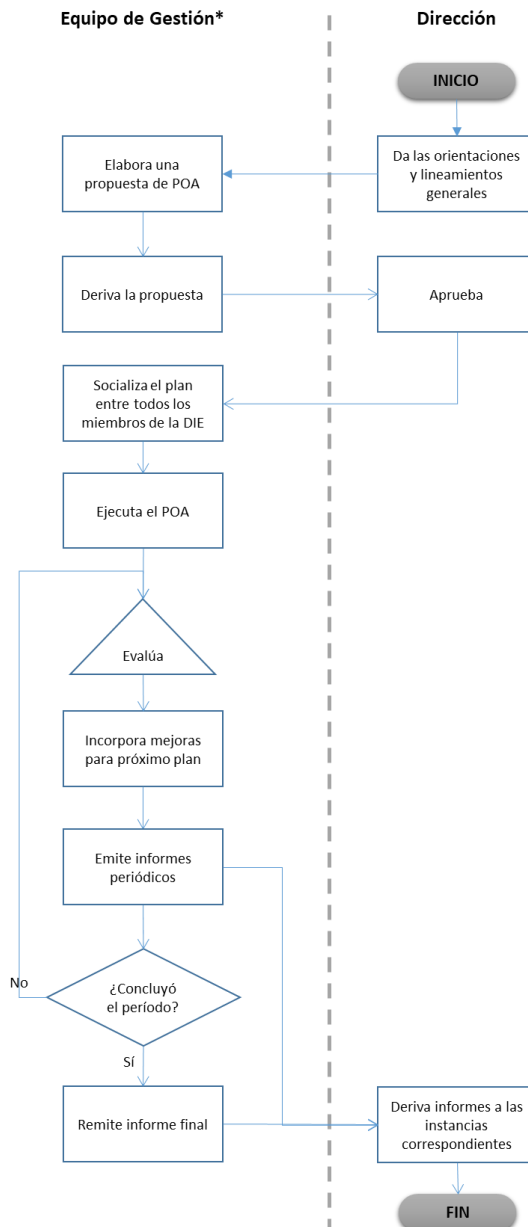 Equipo de Gestión*
Dirección
INICIO
Da las orientaciones
y lineamientos
generales
Elabora una
propuesta de POA
Deriva la propuesta
Aprueba
Socializa el plan
entre todos los
miembros de la DIE
Ejecuta el POA
Evalúa
Incorpora mejoras
para próximo plan
Emite informes
periódicos
¿Concluyó
el período?
No
Sí
Remite informe final
Deriva informes a las
instancias
correspondientes
FIN